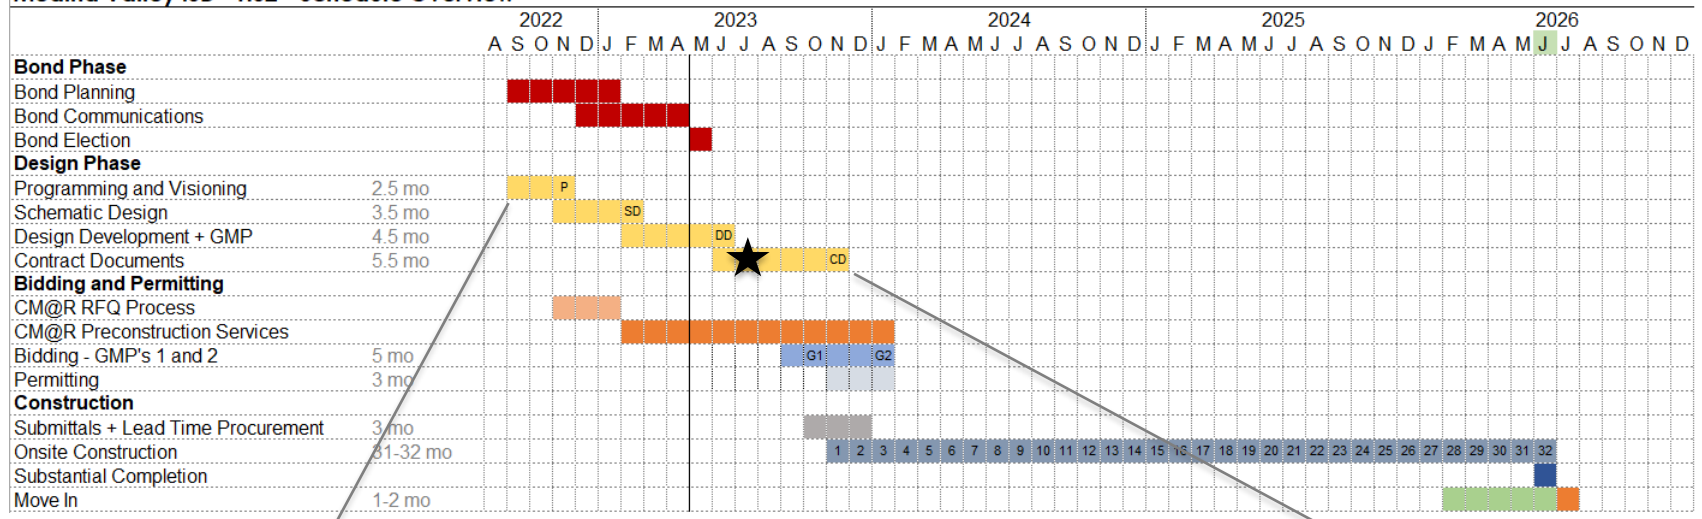 2022 2023 2024 2025 2026
A S O N D J F M A M J J A S O N D J F M A M J J A S O N D J F M A M J J A S O N D J F M A M J J A S O N D
Bond Phase
Bond Planning
Bond Communications
Bond Election
Design Phase
Programming and Visioning 2.5 mo P
Schematic Design 3.5 mo SD
Design Development + GMP 4.5 mo DD
Contract Documents 5.5 mo CD
Bidding and Permitting
CM@R RFQ Process
CM@R Preconstruction Services
Bidding - GMP's 1 and 2 5 mo G1 G2
Permitting 3 mo
Construction
Submittals + Lead Time Procurement 3 mo
Onsite Construction 31-32 mo 1 2 3 4 5 6 7 8 9 10 11 12 13 14 15 16 17 18 19 20 21 22 23 24 25 26 27 28 29 30 31 32
Substantial Completion
Move In 1-2 mo